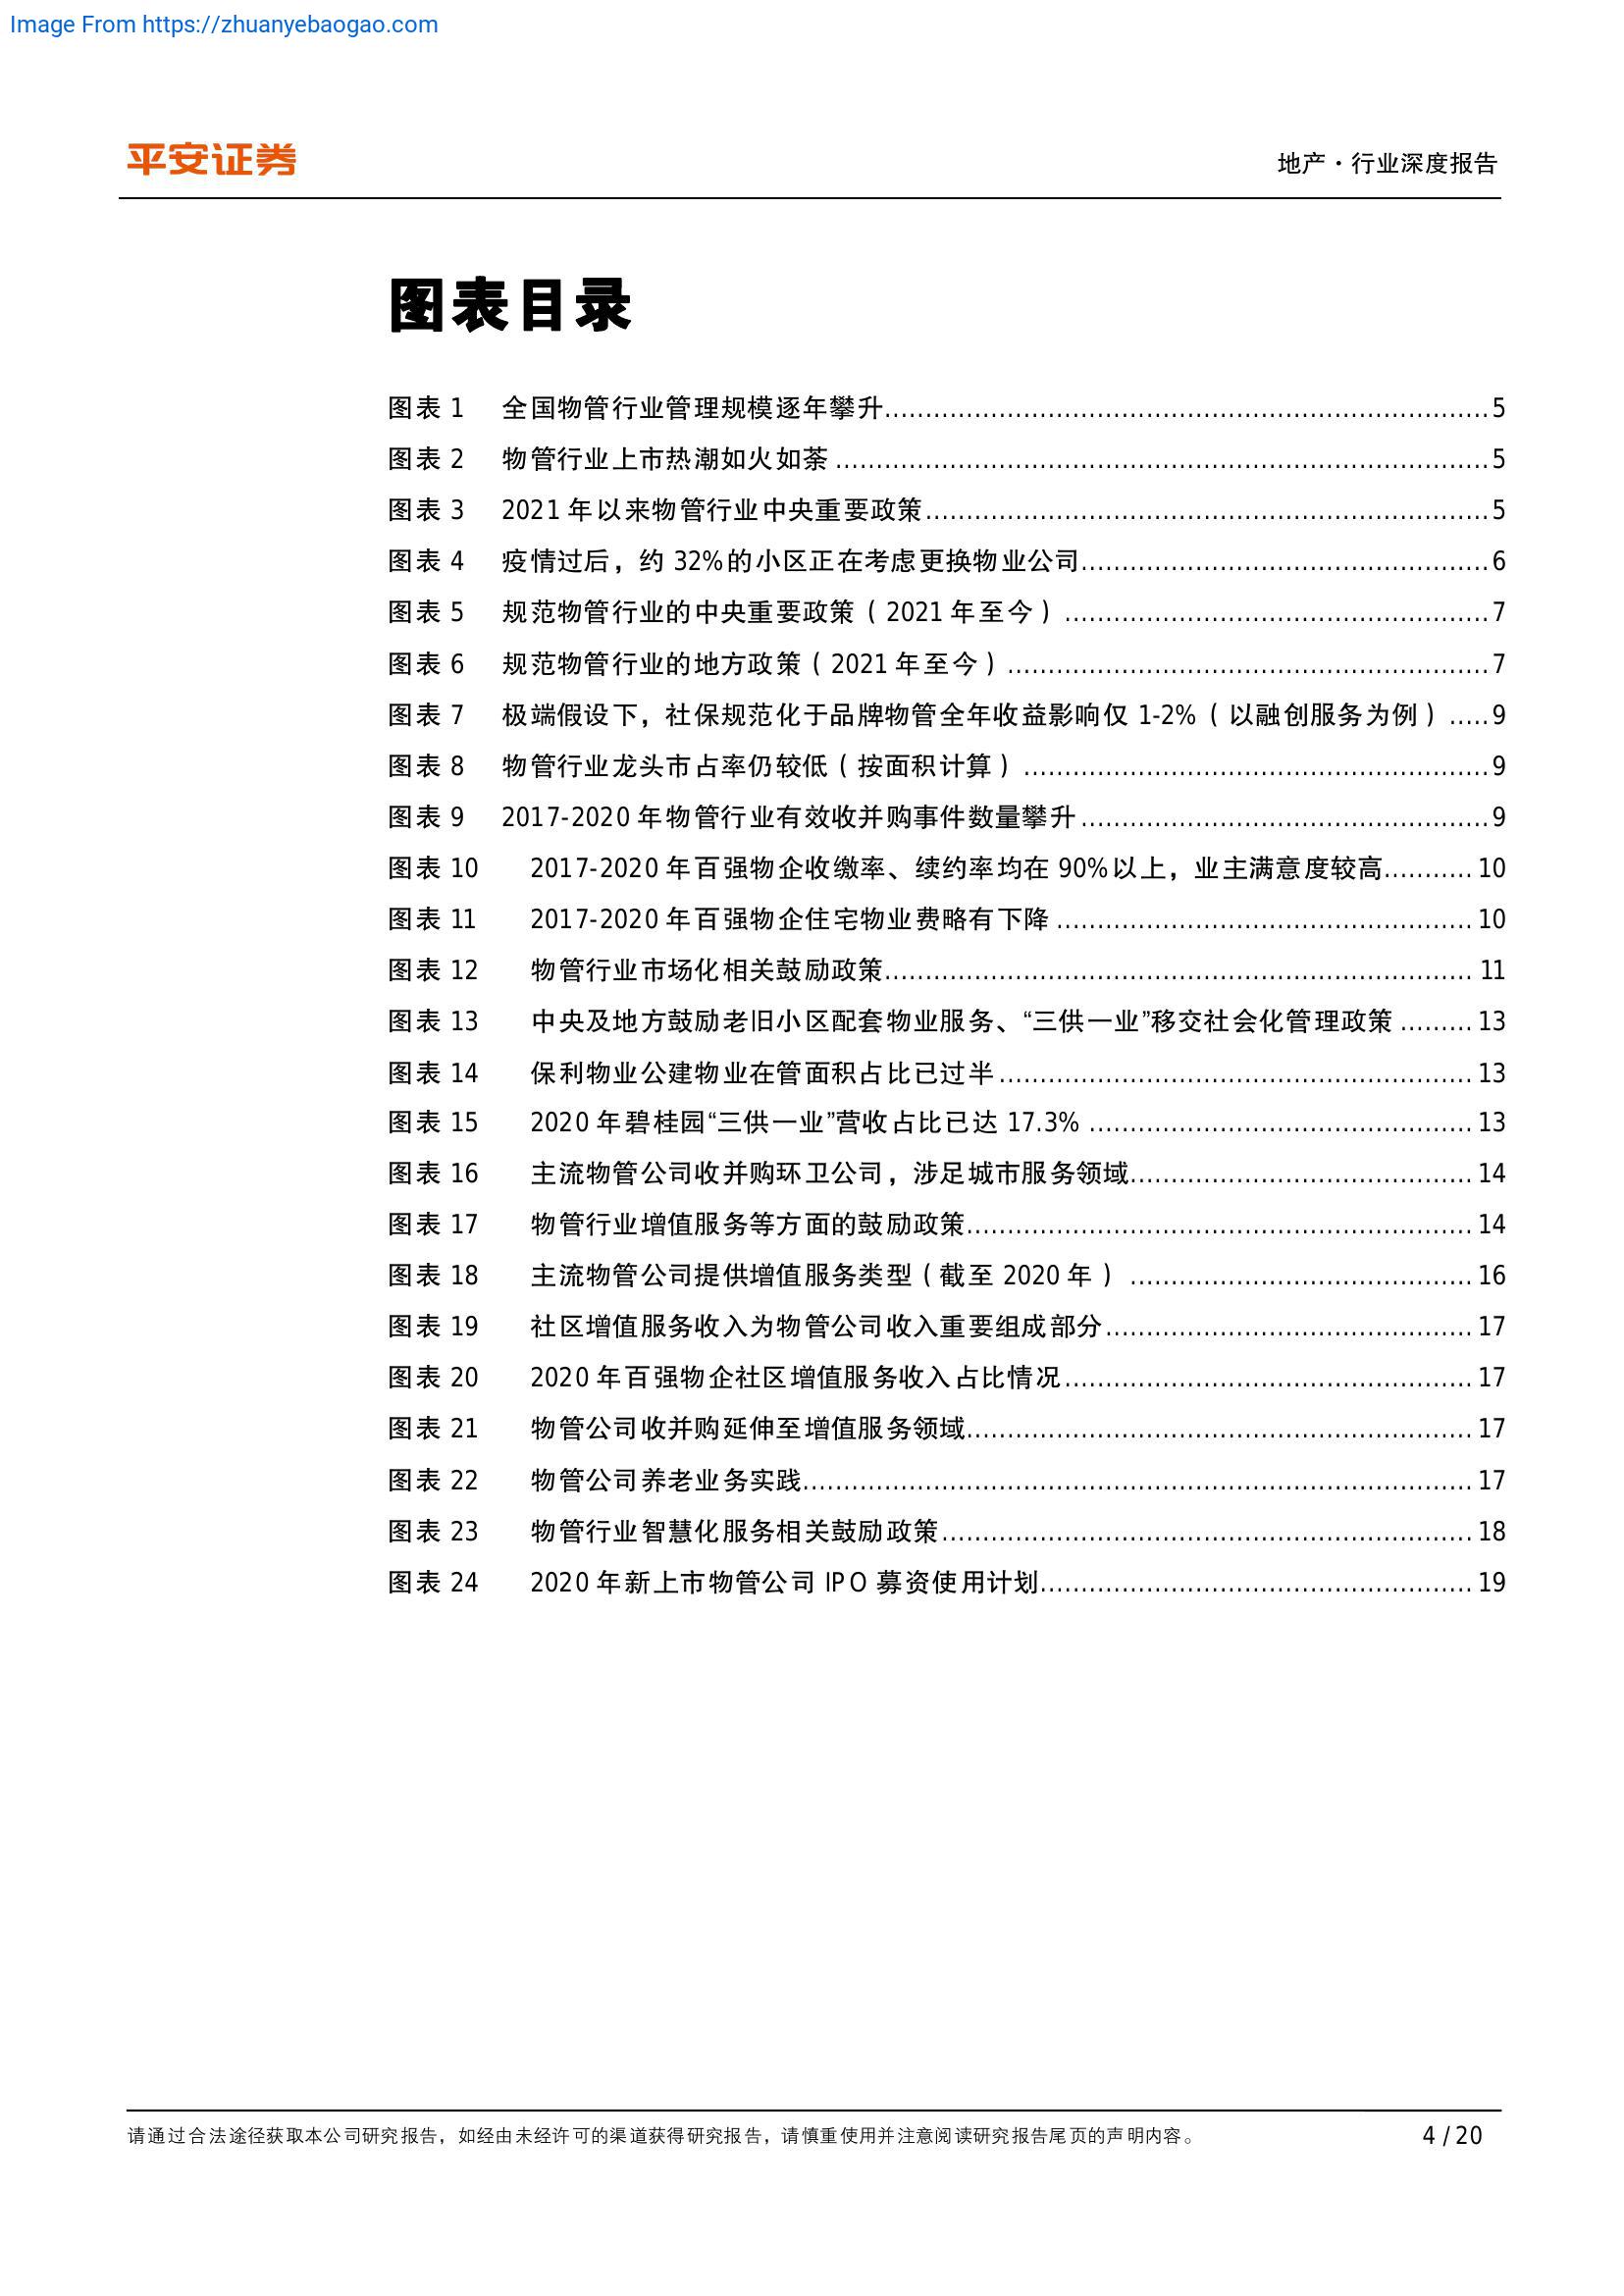 Image From https://zhuanyebaogao.com
平安证券
地产·行业深度报告
图表目录
图表 1 全国物管行业管理规模逐年攀升........................................................................5
图表 2 物管行业上市热潮如火如荼........................................................................5
图表 3 2021 年以来物管行业中央重要政策........................................................................5
图表 4 疫情过后，约 32%的小区正在考虑更换物业公司..................................................6
图表 5 规范物管行业的中央重要政策（2021 年至今）....................................................7
图表 6 规范物管行业的地方政策（2021 年至今）..........................................................7
图表 7 极端假设下，社保规范化于品牌物管全年收益影响仅 1-2%（以融创服务为例）.....9
图表 8 物管行业龙头市占率仍较低（按面积计算）........................................................9
图表 9 2017-2020 年物管行业有效收并购事件数量攀升..................................................9
图表 10 2017-2020 年百强物企收缴率、续约率均在 90%以上，业主满意度较高...........10
图表 11 2017-2020 年百强物企住宅物业费略有下降...................................................10
图表 12 物管行业市场化相关鼓励政策........................................................................11
图表 13 中央及地方鼓励老旧小区配套物业服务、“三供一业”移交社会化管理政策.........13
图表 14 保利物业公建物业在管面积占比已过半..........................................................13
图表 15 2020 年碧桂园“三供一业”营收占比已达 17.3%...............................................13
图表 16 主流物管公司收并购环卫公司，涉足城市服务领域..........................................14
图表 17 物管行业增值服务等方面的鼓励政策..............................................................14
图表 18 主流物管公司提供增值服务类型（截至 2020 年）..........................................16
图表 19 社区增值服务收入为物管公司收入重要组成部分.............................................17
图表 20 2020 年百强物企社区增值服务收入占比情况..................................................17
图表 21 物管公司收并购延伸至增值服务领域..............................................................17
图表 22 物管公司养老业务实践..................................................................................17
图表 23 物管行业智慧化服务相关鼓励政策.................................................................18
图表 24 2020 年新上市物管公司 IPO 募资使用计划.....................................................19
请通过合法途径获取本公司研究报告，如经由未经许可的渠道获得研究报告，请慎重使用并注意阅读研究报告尾页的声明内容。
4 / 20